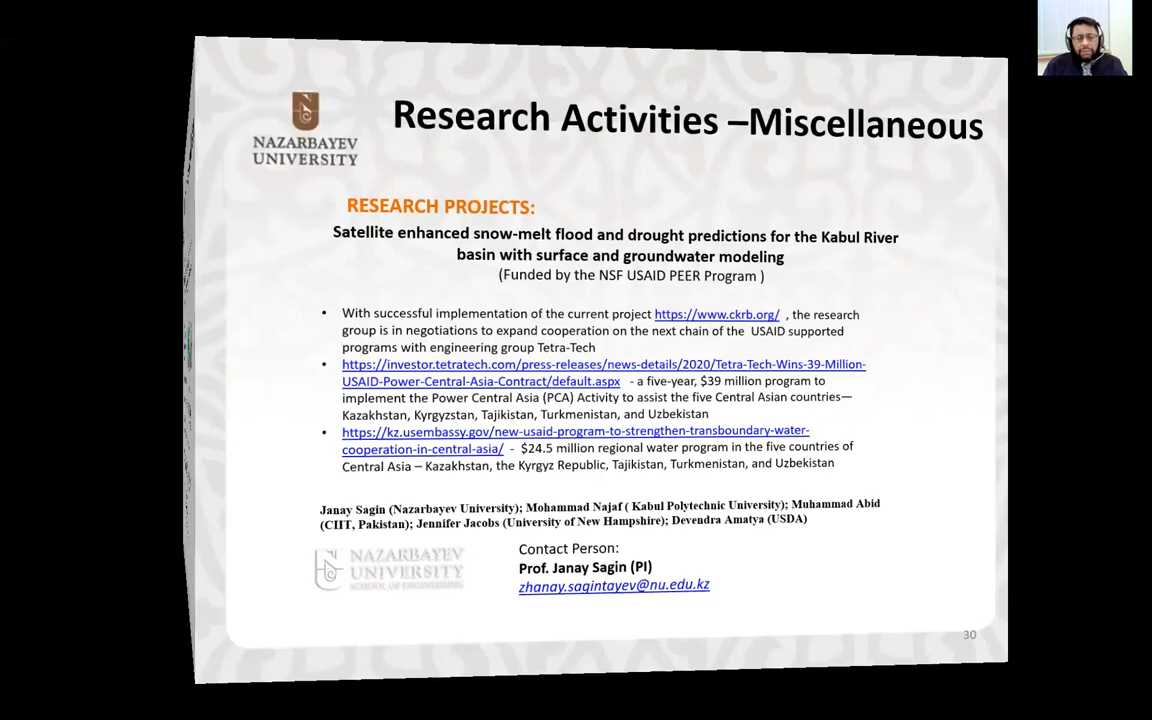 NAZARBAYEV
UNIVERSITY
Research Activities –Miscellaneous
RESEARCH PROJECTS:
Satellite enhanced snow-melt flood and drought predictions for the Kabul River
basin with surface and groundwater modeling
(Funded by the NSF USAID PEER Program )
• With successful implementation of the current project https://www.ckrb.org/ , the research
group is in negotiations to expand cooperation on the next chain of the USAID supported
programs with engineering group Tetra-Tech
• https://investor.tetratech.com/press-releases/news-details/2020/Tetra-Tech-Wins-39-Million-
USAID-Power-Central-Asia-Contract/default.aspx - a five-year, $39 million program to
implement the Power Central Asia (PCA) Activity to assist the five Central Asian countries—
Kazakhstan, Kyrgyzstan, Tajikistan, Turkmenistan, and Uzbekistan
• https://kz.usembassy.gov/new-usaid-program-to-strengthen-transboundary-water-
cooperation-in-central-asia/ - $24.5 million regional water program in the five countries of
Central Asia – Kazakhstan, the Kyrgyz Republic, Tajikistan, Turkmenistan, and Uzbekistan
Janay Sagin (Nazarbayev University); Mohammad Najaf ( Kabul Polytechnic University); Muhammad Abid
(CIIT, Pakistan); Jennifer Jacobs (University of New Hampshire); Devendra Amatya (USDA)
NAZARBAYEV
UNIVERSITY
SCHOOL OF ENGINEERING
Contact Person:
Prof. Janay Sagin (PI)
zhanay.sagintayev@nu.edu.kz
30